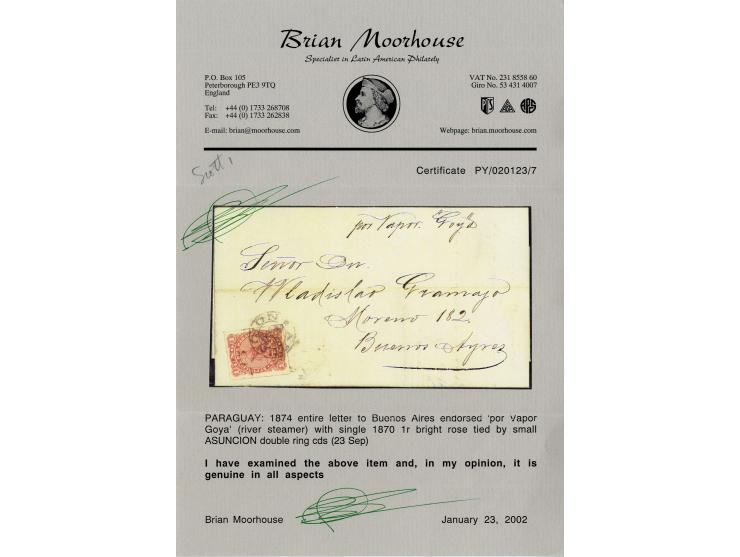 Brian Moorhouse
Specialist in Latin American Philately
P.O. Box 105
Peterborough PE3 9TQ
England
Tel: +44 (0) 1733 268708
Fax: +44 (0) 1733 262838
E-mail: brian@moorhouse.com
VAT No. 231 8558 60
Giro No. 53 431 4007
PTS
APS
Webpage: brian.moorhouse.com
Scott 1
Certificate PY/020123/7
por Vapor. "Goya"
Señor Dn.
Wladislao Gramajo
Moreno 182.
Buenos Ayres
PARAGUAY: 1874 entire letter to Buenos Aires endorsed 'por Vapor
Goya' (river steamer) with single 1870 1r bright rose tied by small
ASUNCION double ring cds (23 Sep)
I have examined the above item and, in my opinion, it is
genuine in all aspects
Brian Moorhouse
January 23, 2002